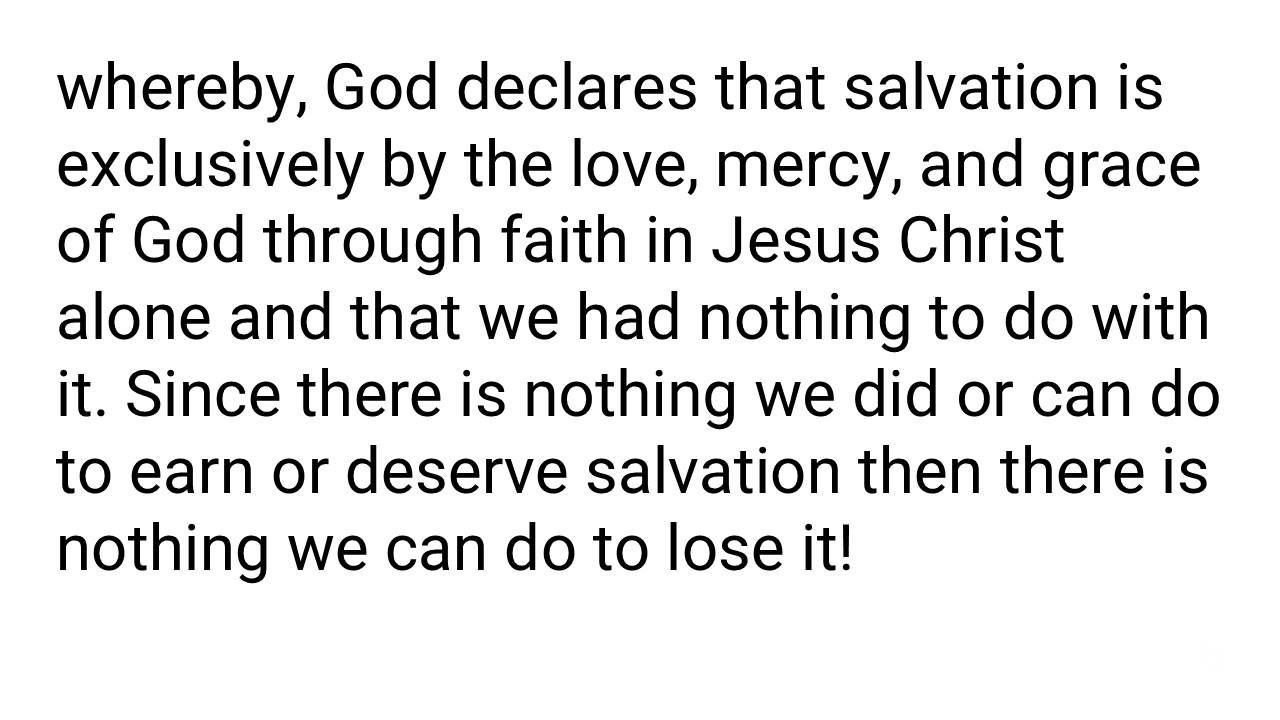 whereby, God declares that salvation is
exclusively by the love, mercy, and grace
of God through faith in Jesus Christ
alone and that we had nothing to do with
it. Since there is nothing we did or can do
to earn or deserve salvation then there is
nothing we can do to lose it!